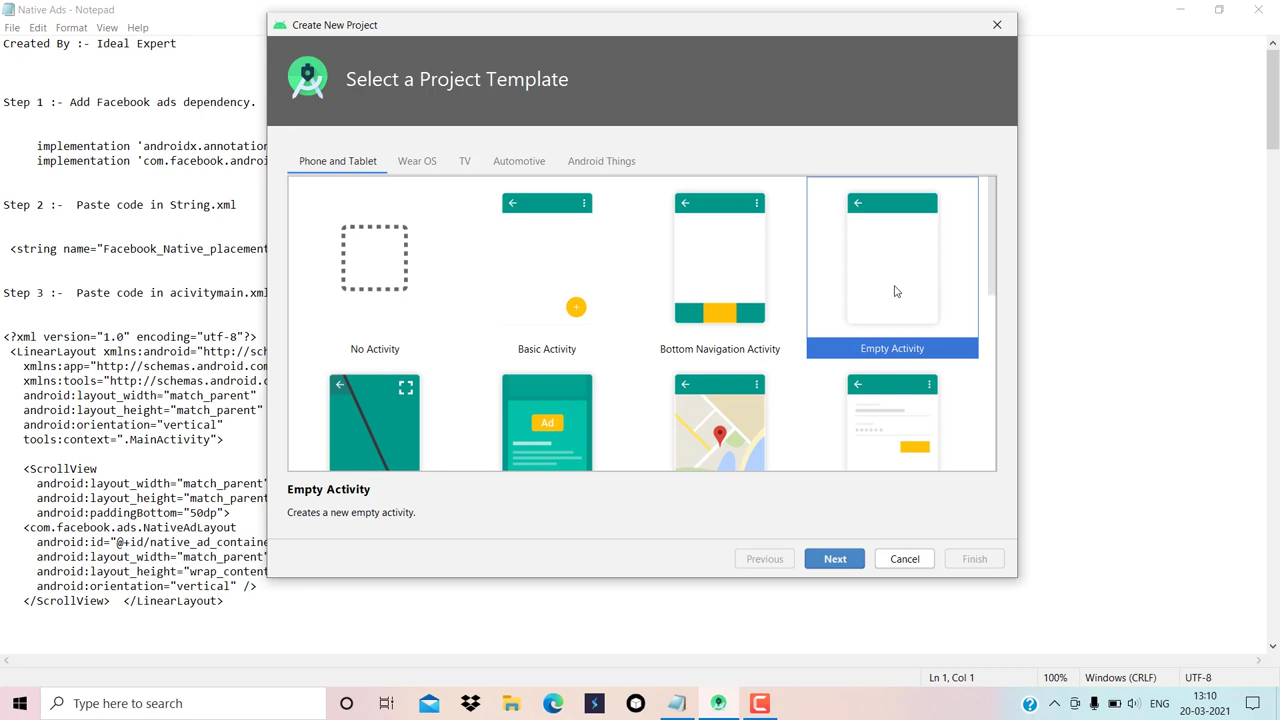 Native Ads - Notepad
File Edit Format View Help
Created By :- Ideal Expert
Step 1 :- Add Facebook ads dependency.
implementation 'androidx.annotation
implementation 'com.facebook.androi
Step 2 :-  Paste code in String.xml
<string name="Facebook_Native_placement
Step 3 :-  Paste code in acivitymain.xml
<?xml version="1.0" encoding="utf-8"?>
<LinearLayout xmlns:android="http://sch
xmlns:app="http://schemas.android.com
xmlns:tools="http://schemas.android.c
android:layout_width="match_parent"
android:layout_height="match_parent"
android:orientation="vertical"
tools:context=".MainActivity">
<ScrollView
android:layout_width="match_parent"
android:layout_height="match_parent
android:paddingBottom="50dp">
<com.facebook.ads.NativeAdLayout
android:id="@+id/native_ad_containe
android:layout_width="match_parent"
android:layout_height="wrap_content
android:orientation="vertical" />
</ScrollView>  </LinearLayout>
Create New Project
Select a Project Template
Phone and Tablet Wear OS TV Automotive Android Things
No Activity Basic Activity Bottom Navigation Activity Empty Activity
Ad
Empty Activity
Creates a new empty activity.
Previous Next Cancel Finish
Ln 1, Col 1 100% Windows (CRLF) UTF-8
Type here to search
ENG
13:10
20-03-2021